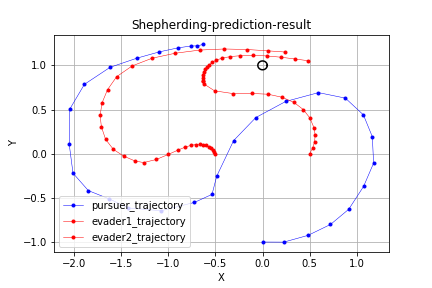 Shepherding-prediction-result
Y
1.0
0.5
0.0
−0.5
−1.0
pursuer_trajectory
evader1_trajectory
evader2_trajectory
−2.0 −1.5 −1.0 −0.5 0.0 0.5 1.0
X